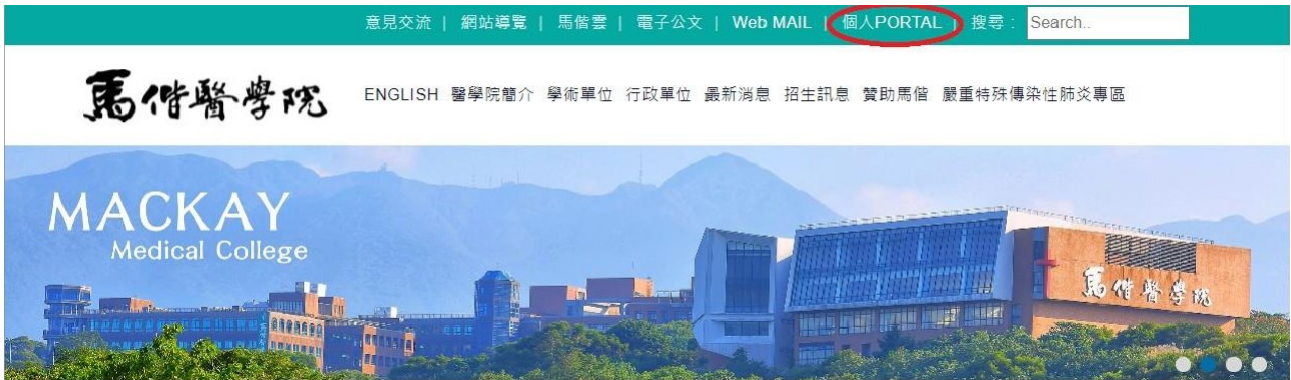 意見交流 | 網站導覽 | 馬偕雲 | 電子公文 | Web MAIL | 個人PORTAL | 搜尋 : Search..
馬偕醫學院
ENGLISH 醫學院簡介 學術單位 行政單位 最新消息 招生訊息 贊助馬偕 嚴重特殊傳染性肺炎專區
MACKAY
Medical College
馬偕醫學院